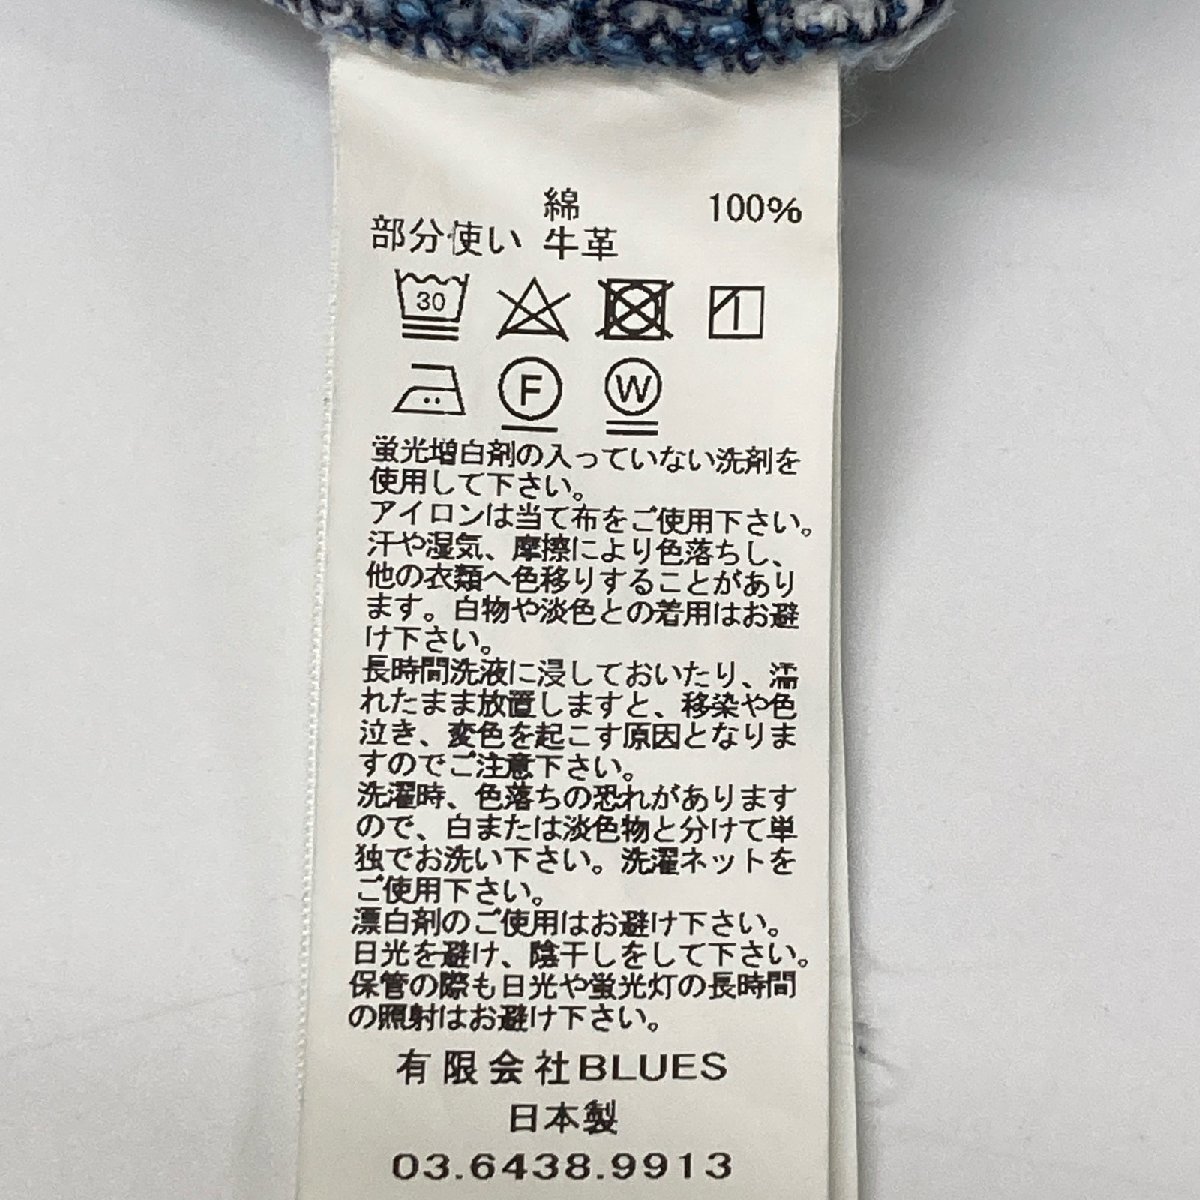 綿 100%
部分使い 牛革
30
F W
蛍光増白剤の入っていない洗剤を
使用して下さい。
アイロンは当て布をご使用下さい。
汗や湿気、摩擦により色落ちし、
他の衣類へ色移りすることがあり
ます。白物や淡色との着用はお避
け下さい。
長時間洗液に浸しておいたり、濡
れたまま放置しますと、移染や色
泣き、変色を起こす原因となりま
すのでご注意下さい。
洗濯時、色落ちの恐れがあります
ので、白または淡色物と分けて単
独でお洗い下さい。洗濯ネットを
ご使用下さい。
漂白剤のご使用はお避け下さい。
日光を避け、陰干しをして下さい。
保管の際も日光や蛍光灯の長時間
の照射はお避け下さい。
有限会社BLUES
日本製
03.6438.9913